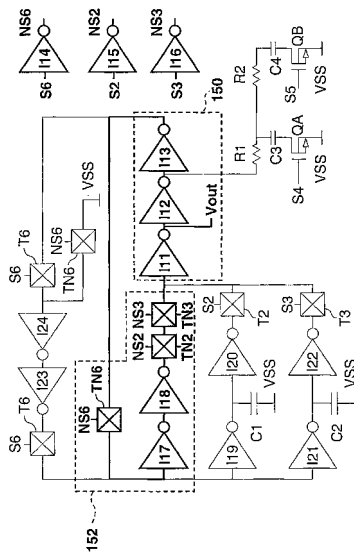 NS6
I14
S6
NS2
I15
S2
NS3
I16
S3
150
QB
VSS
C4
S5
R2
QA
VSS
C3
S4
R1
I13
I12
I11
Vout
T6
S6
NS6
TN6
VSS
I24
I23
T6
S6
NS6
TN6
NS3
TN3
NS2
TN2
I18
I17
152
S2
T2
I20
VSS
C1
I19
S3
T3
I22
VSS
C2
I21